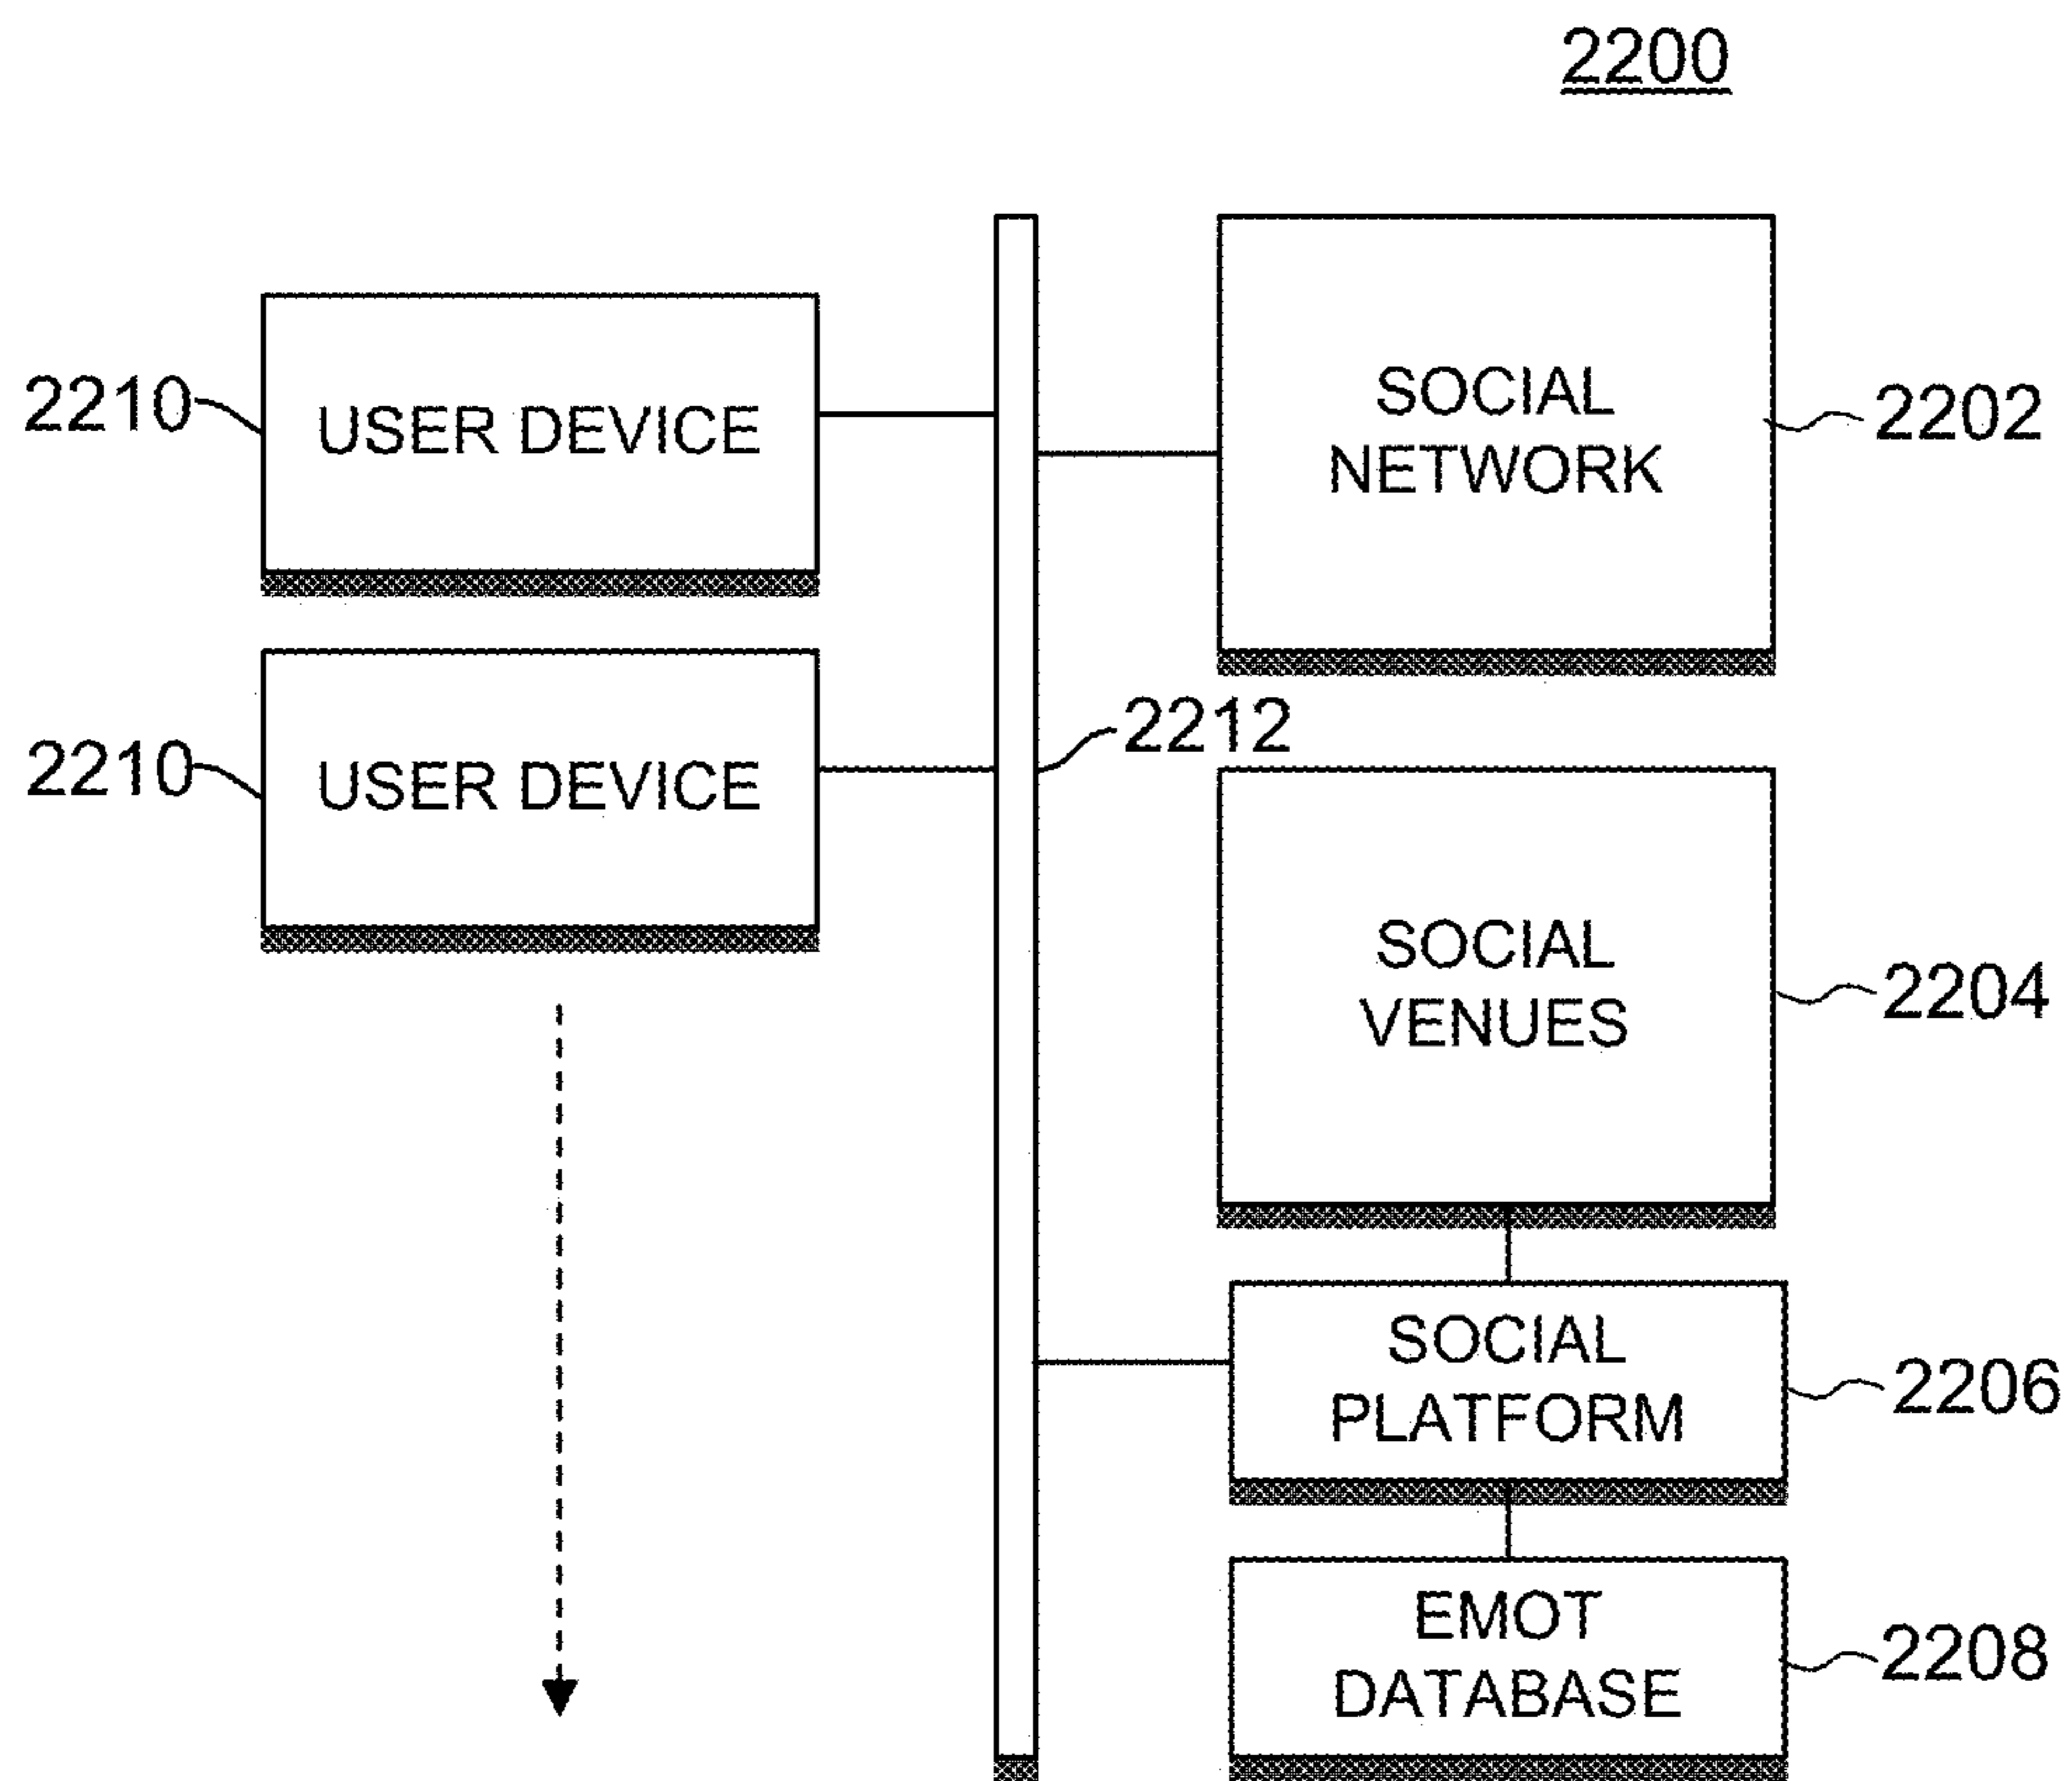 2200
2210
USER DEVICE
SOCIAL
NETWORK
2202
2210
USER DEVICE
2212
SOCIAL
VENUES
2204
SOCIAL
PLATFORM
2206
EMOT
DATABASE
2208